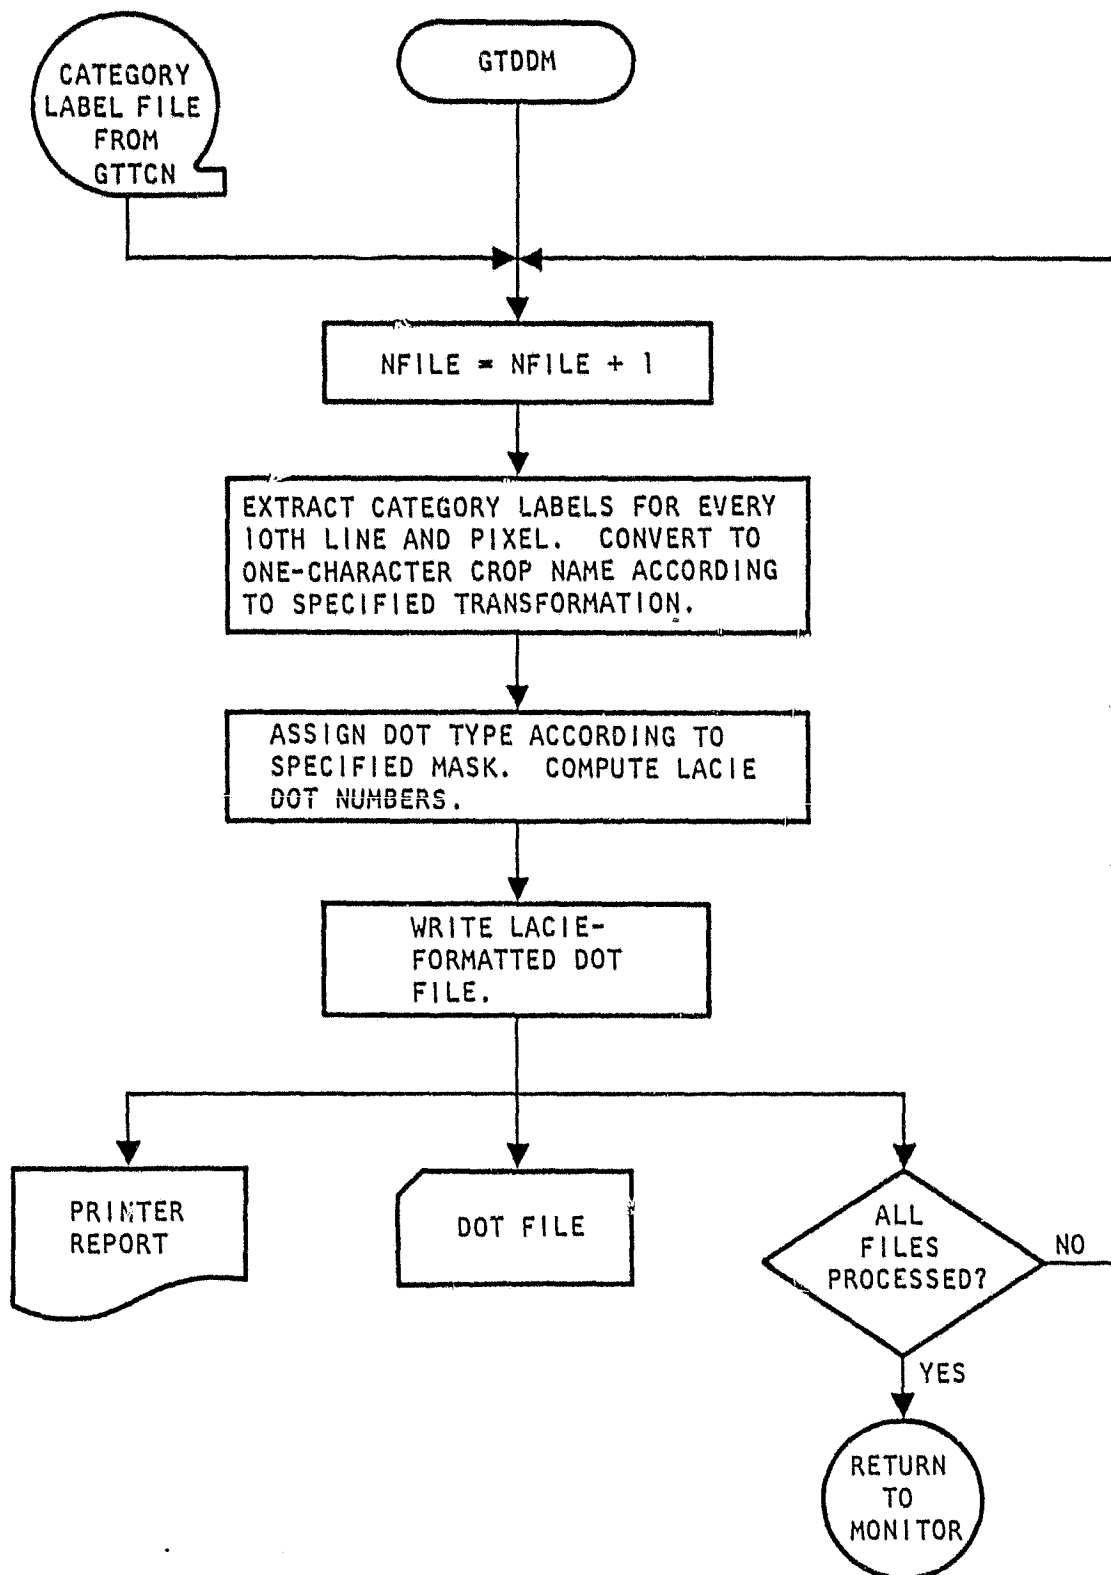 CATEGORY
LABEL FILE
FROM
GTTCN
GTDDM
NFILE = NFILE + 1
EXTRACT CATEGORY LABELS FOR EVERY
10TH LINE AND PIXEL. CONVERT TO
ONE-CHARACTER CROP NAME ACCORDING
TO SPECIFIED TRANSFORMATION.
ASSIGN DOT TYPE ACCORDING TO
SPECIFIED MASK. COMPUTE LACIE
DOT NUMBERS.
WRITE LACIE-
FORMATTED DOT
FILE.
PRINTER
REPORT
DOT FILE
ALL
FILES
PROCESSED?
NO
YES
RETURN
TO
MONITOR